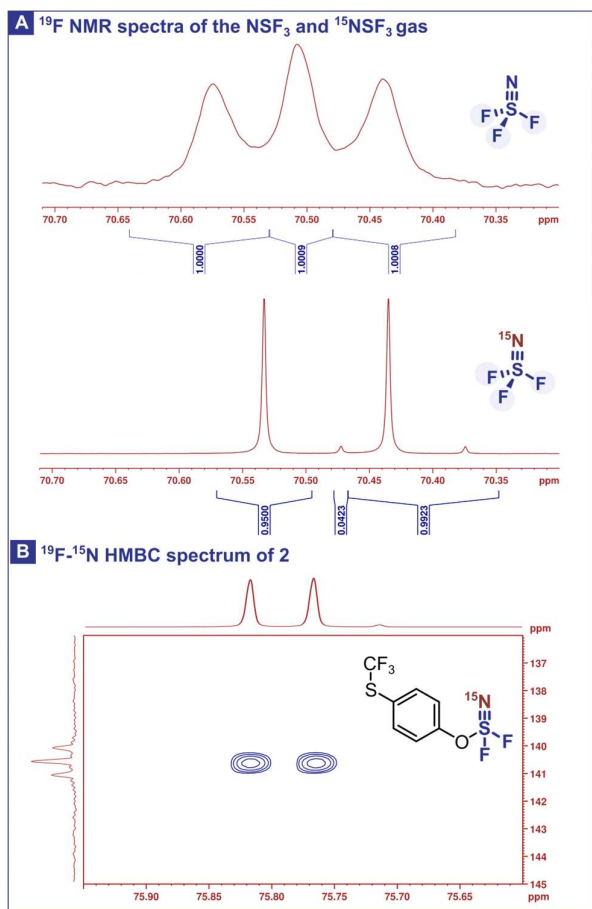 A ¹⁹F NMR spectra of the NSF₃ and ¹⁵NSF₃ gas
N
S
F F
F
70.70 70.65 70.60 70.55 70.50 70.45 70.40 70.35 ppm
1.0000 1.0009 1.0008
¹⁵N
S
F F
F
70.70 70.65 70.60 70.55 70.50 70.45 70.40 70.35 ppm
0.9500 0.0423 0.9923
B ¹⁹F-¹⁵N HMBC spectrum of 2
ppm
137
138
139
140
141
142
143
144
145
CF₃
S
¹⁵N
O S F
F
75.90 75.85 75.80 75.75 75.70 75.65 ppm